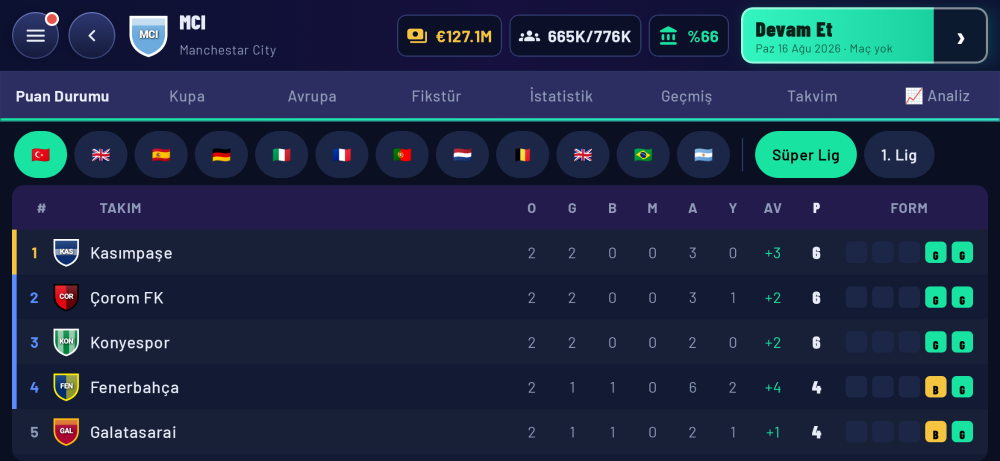 MCI
MCI
Manchestar City
€127.1M
665K/776K
%66
Devam Et
Paz 16 Ağu 2026 · Maç yok
›
Puan Durumu Kupa Avrupa Fikstür İstatistik Geçmiş Takvim Analiz
Süper Lig 1. Lig
# TAKIM O G B M A Y AV P FORM
1 KAS Kasımpaşe 2 2 0 0 3 0 +3 6 G G
2 COR Çorom FK 2 2 0 0 3 1 +2 6 G G
3 KON Konyespor 2 2 0 0 2 0 +2 6 G G
4 FEN Fenerbahça 2 1 1 0 6 2 +4 4 B G
5 GAL Galatasarai 2 1 1 0 2 1 +1 4 B G